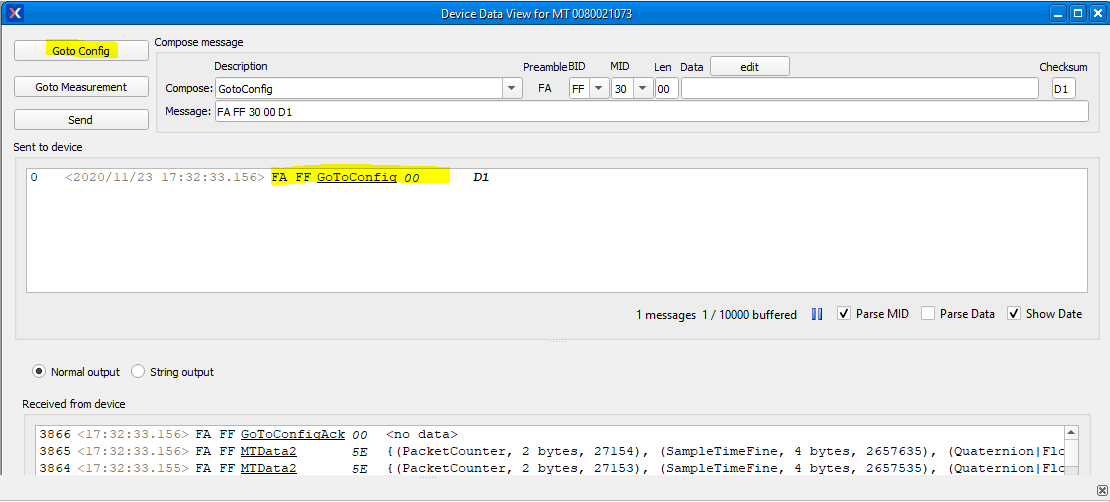 Device Data View for MT 0080021073
Goto Config
Goto Measurement
Send
Compose message
Description Preamble BID MID Len Data edit Checksum
Compose: GotoConfig FA FF 30 00 D1
Message: FA FF 30 00 D1
Sent to device
0 <2020/11/23 17:32:33.156> FA FF GoToConfig 00 D1
1 messages 1 / 10000 buffered Parse MID Parse Data Show Date
Normal output String output
Received from device
3866 <17:32:33.156> FA FF GoToConfigAck 00 <no data>
3865 <17:32:33.156> FA FF MTData2 5E {(PacketCounter, 2 bytes, 27154), (SampleTimeFine, 4 bytes, 2657635), (Quaternion|Flo
3864 <17:32:33.155> FA FF MTData2 5E {(PacketCounter, 2 bytes, 27153), (SampleTimeFine, 4 bytes, 2657535), (Quaternion|Flo